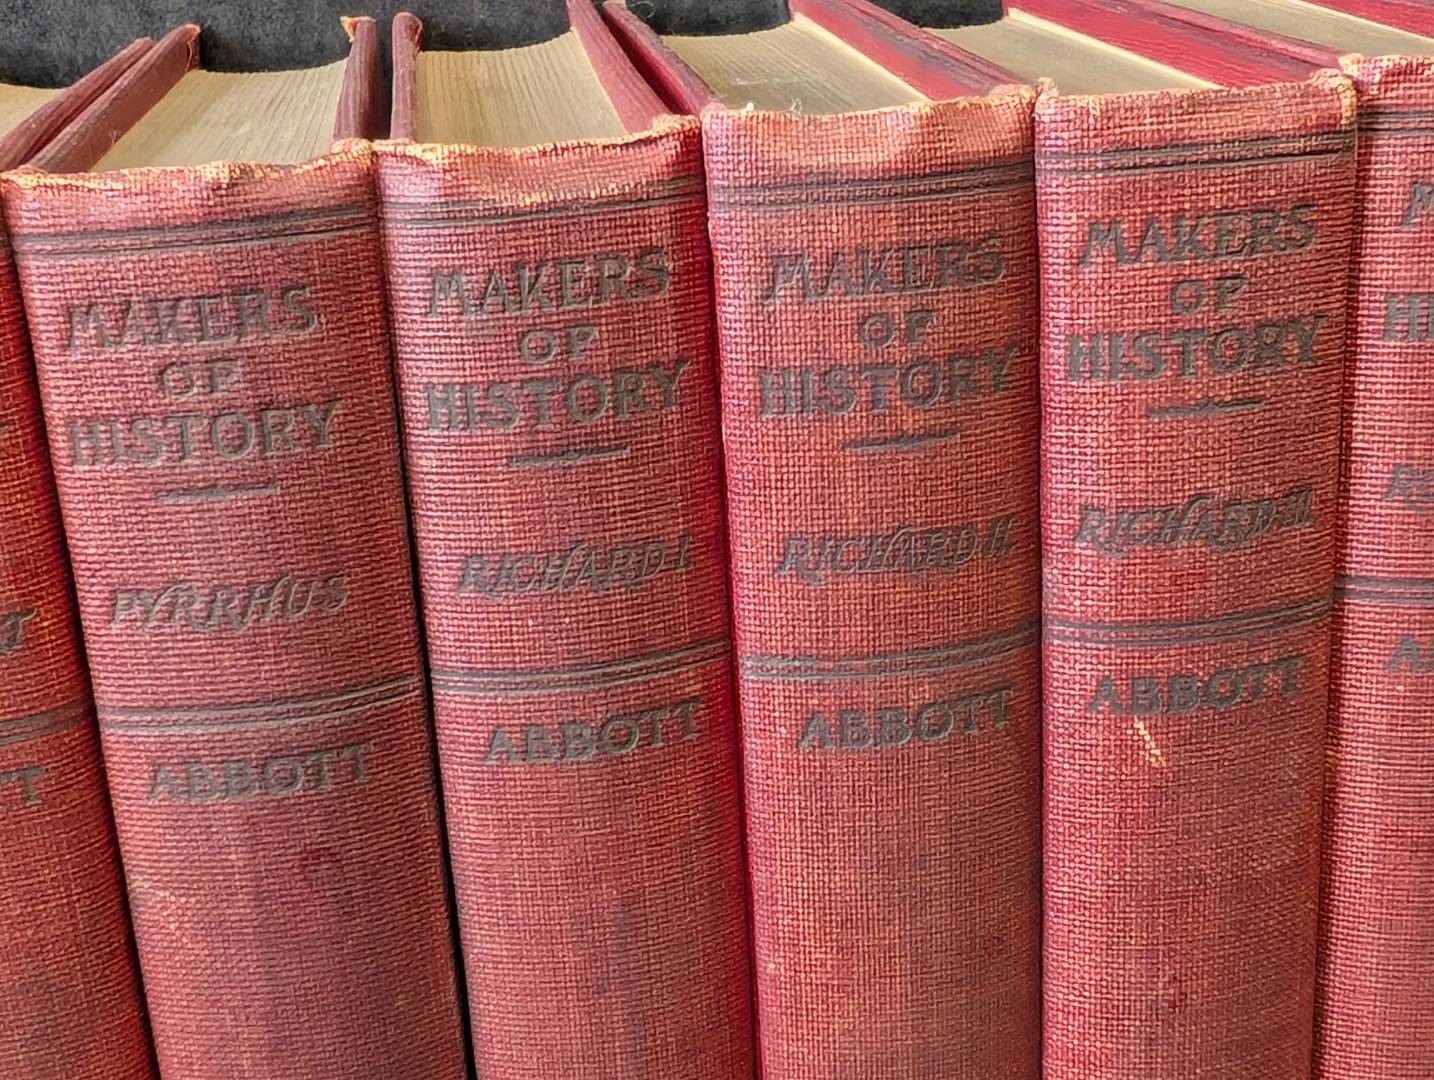 MAKERS
OF
HISTORY
PYRRHUS
ABBOTT
MAKERS
OF
HISTORY
RICHARD I
ABBOTT
MAKERS
OF
HISTORY
RICHARD II.
ABBOTT
MAKERS
OF
HISTORY
RICHARD III
ABBOTT